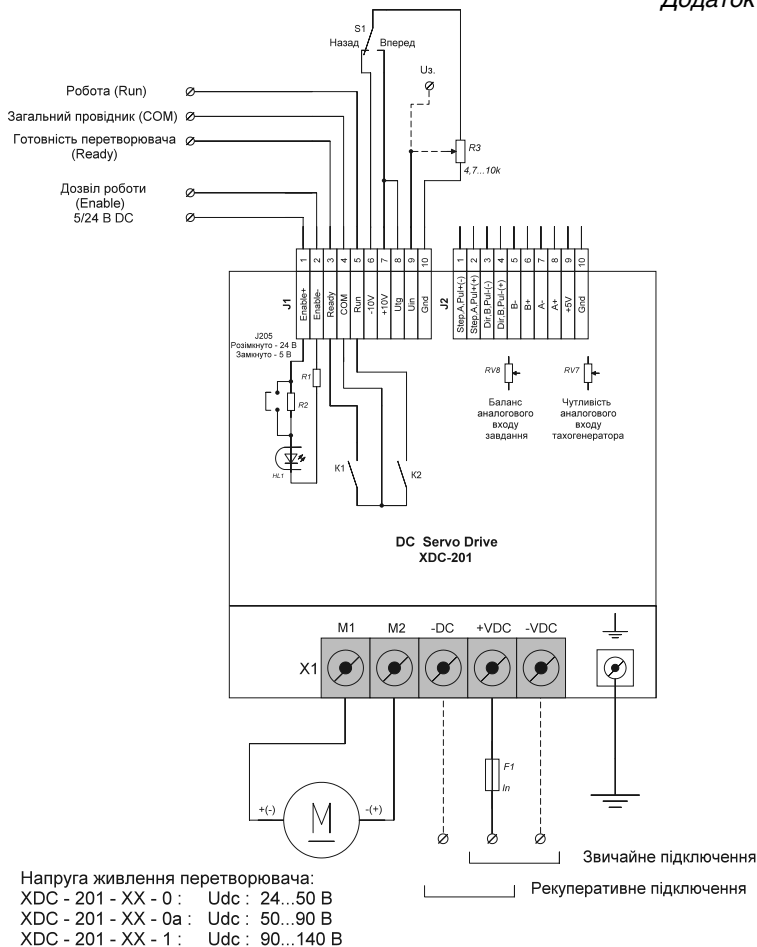 Додаток
S1
Назад Вперед
Uз.
Робота (Run)
Загальний провідник (COM)
Готовність перетворювача
(Ready)
R3
4,7...10k
Дозвіл роботи
(Enable)
5/24 В DC
1 2 3 4 5 6 7 8 9 10
J1
Enable+
Enable-
Ready
COM
Run
-10V
+10V
Utg
Uin
Gnd
1 2 3 4 5 6 7 8 9 10
J2
Step,A,Pul+(-)
Step,A,Pul+(+)
Dir,B,Pul-(-)
Dir,B,Pul-(+)
B-
B+
A-
A+
+5V
Gnd
J205
Розімкнуто - 24 В
Замкнуто - 5 В
R1
R2
HL1
K1
K2
RV8
Баланс
аналогового
входу
завдання
RV7
Чутливість
аналогового
входу
тахогенератора
DC Servo Drive
XDC-201
M1 M2 -DC +VDC -VDC
X1
F1
In
+(-)
M
-(+)
Звичайне підключення
Рекуперативне підключення
Напруга живлення перетворювача:
XDC - 201 - XX - 0 : Udc : 24...50 В
XDC - 201 - XX - 0a : Udc : 50...90 В
XDC - 201 - XX - 1 : Udc : 90...140 В